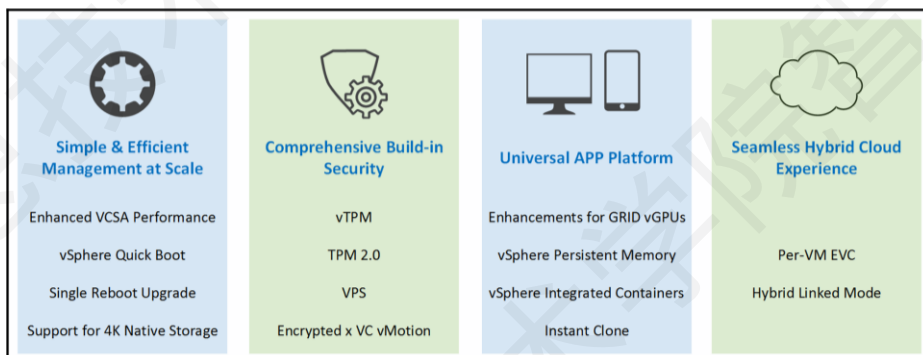 Simple & Efficient
Management at Scale
Enhanced VCSA Performance
vSphere Quick Boot
Single Reboot Upgrade
Support for 4K Native Storage
Comprehensive Build-in
Security
vTPM
TPM 2.0
VPS
Encrypted x VC vMotion
Universal APP Platform
Enhancements for GRID vGPUs
vSphere Persistent Memory
vSphere Integrated Containers
Instant Clone
Seamless Hybrid Cloud
Experience
Per-VM EVC
Hybrid Linked Mode